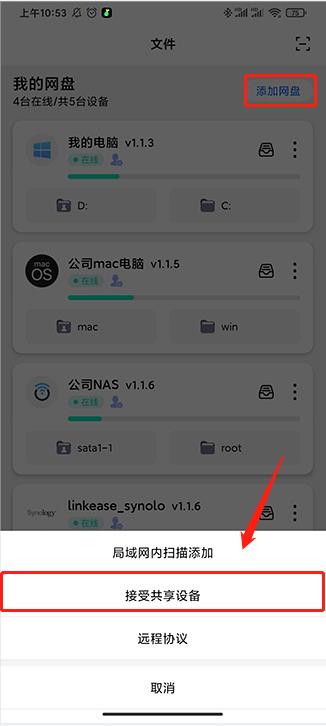 上午10:53
75
文件
我的网盘
4台在线/共5台设备
添加网盘
我的电脑 v1.1.3
在线
D:
C:
mac
OS
公司mac电脑 v1.1.5
在线
mac
win
公司NAS v1.1.6
在线
sata1-1
root
Synology
linkease_synolo v1.1.6
在线
局域网内扫描添加
接受共享设备
远程协议
取消